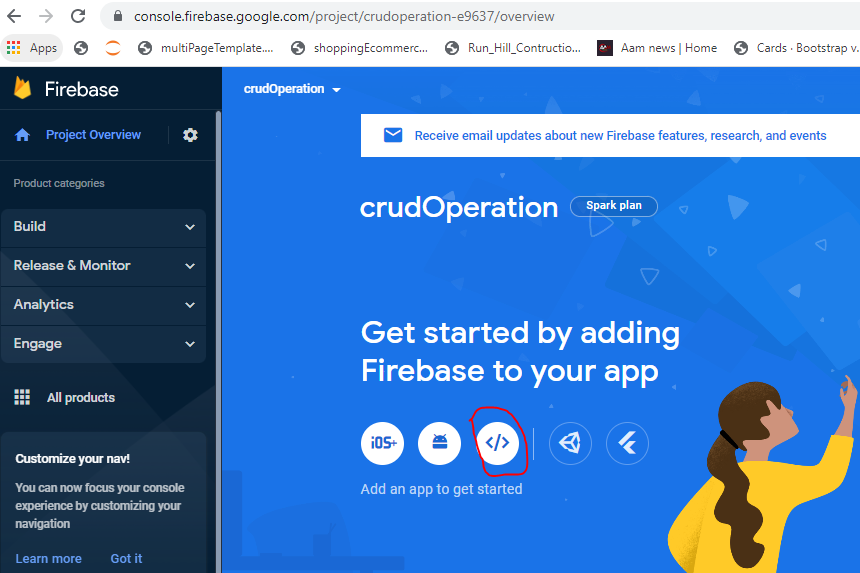 console.firebase.google.com/project/crudoperation-e9637/overview
Apps
multiPageTemplate....
shoppingEcommerc...
Run_Hill_Contructio...
Aam news | Home
Cards · Bootstrap v.
Firebase
crudOperation
Project Overview
Receive email updates about new Firebase features, research, and events
Product categories
crudOperation
Spark plan
Build
Release & Monitor
Analytics
Engage
All products
Get started by adding
Firebase to your app
iOS+
</>
Add an app to get started
Customize your nav!
You can now focus your console
experience by customizing your
navigation
Learn more
Got it